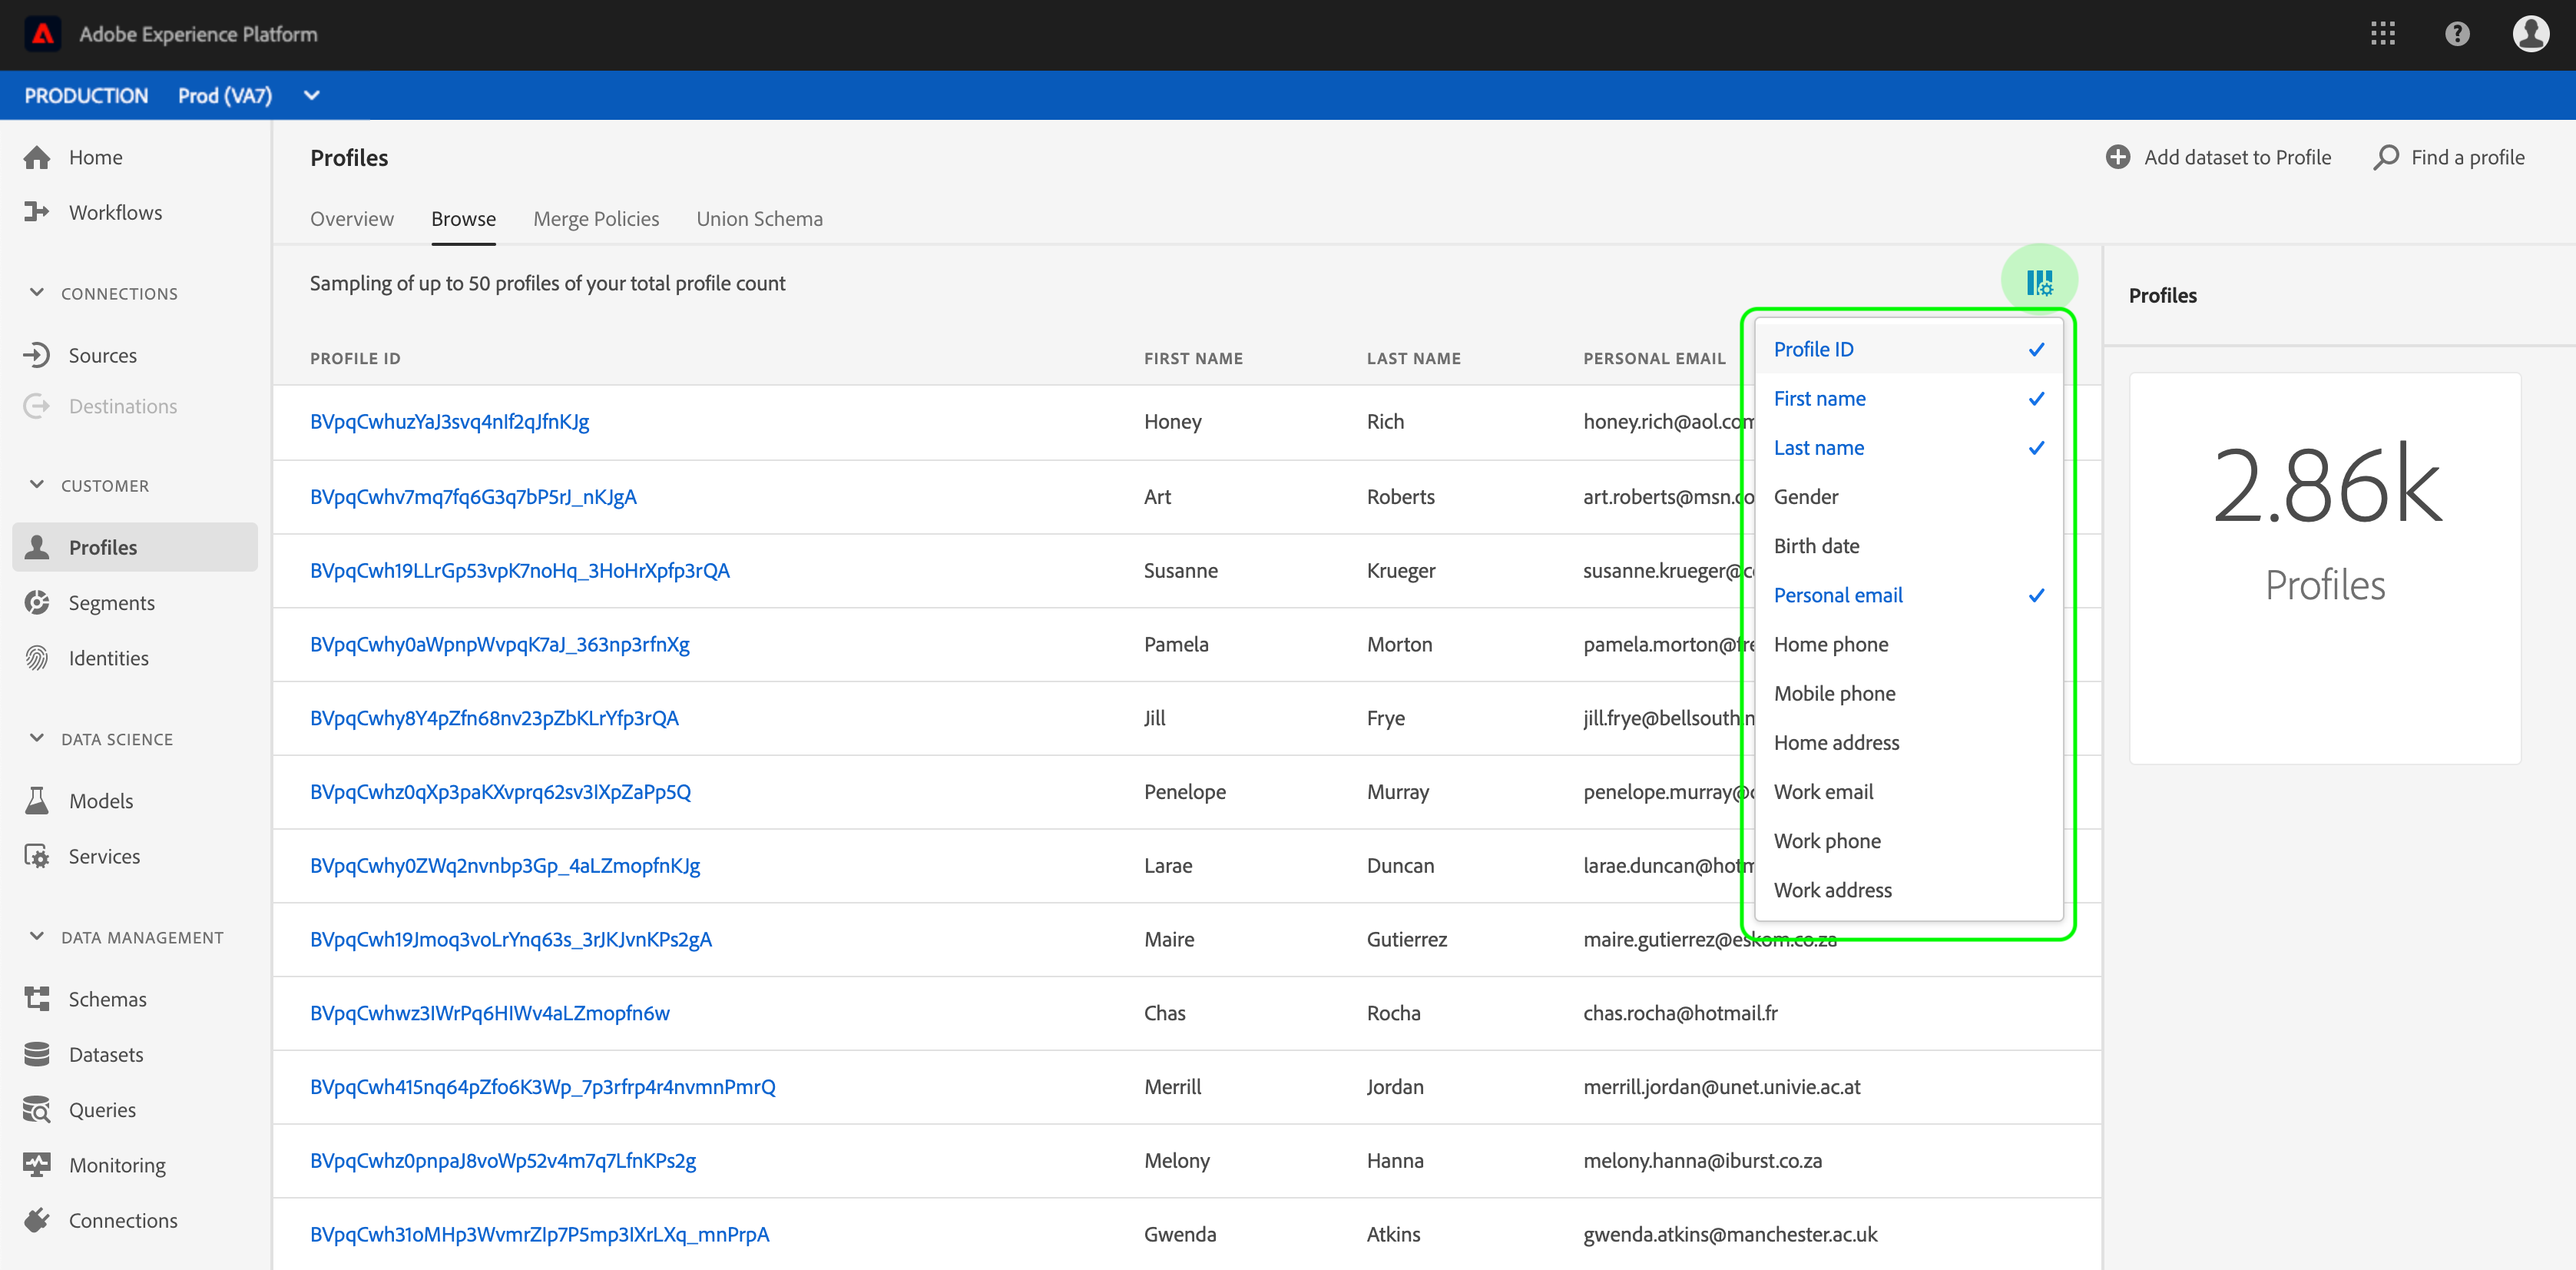 Adobe Experience Platform
PRODUCTION Prod (VA7)
Home
Workflows
CONNECTIONS
Sources
Destinations
CUSTOMER
Profiles
Segments
Identities
DATA SCIENCE
Models
Services
DATA MANAGEMENT
Schemas
Datasets
Queries
Monitoring
Connections
Profiles
Add dataset to Profile Find a profile
Overview Browse Merge Policies Union Schema
Sampling of up to 50 profiles of your total profile count
PROFILE ID FIRST NAME LAST NAME PERSONAL EMAIL
BVpqCwhuzYaJ3svq4nIf2qJfnKJg Honey Rich honey.rich@aol.com
BVpqCwhv7mq7fq6G3q7bP5rJ_nKJgA Art Roberts art.roberts@msn.co
BVpqCwh19LLrGp53vpK7noHq_3HoHrXpfp3rQA Susanne Krueger susanne.krueger@c
BVpqCwhy0aWpnpWvpqK7aJ_363np3rfnXg Pamela Morton pamela.morton@fre
BVpqCwhy8Y4pZfn68nv23pZbKLrYfp3rQA Jill Frye jill.frye@bellsouth.n
BVpqCwhz0qXp3paKXvprq62sv3IXpZaPp5Q Penelope Murray penelope.murray@c
BVpqCwhy0ZWq2nvnbp3Gp_4aLZmopfnKJg Larae Duncan larae.duncan@hotm
BVpqCwh19Jmoq3voLrYnq63s_3rJKJvnKPs2gA Maire Gutierrez maire.gutierrez@eskom.co.za
BVpqCwhwz3IWrPq6HIWv4aLZmopfn6w Chas Rocha chas.rocha@hotmail.fr
BVpqCwh415nq64pZfo6K3Wp_7p3rfrp4r4nvmnPmrQ Merrill Jordan merrill.jordan@unet.univie.ac.at
BVpqCwhz0pnpaJ8voWp52v4m7q7LfnKPs2g Melony Hanna melony.hanna@iburst.co.za
BVpqCwh31oMHp3WvmrZIp7P5mp3IXrLXq_mnPrpA Gwenda Atkins gwenda.atkins@manchester.ac.uk
Profile ID
First name
Last name
Gender
Birth date
Personal email
Home phone
Mobile phone
Home address
Work email
Work phone
Work address
Profiles
2.86k
Profiles